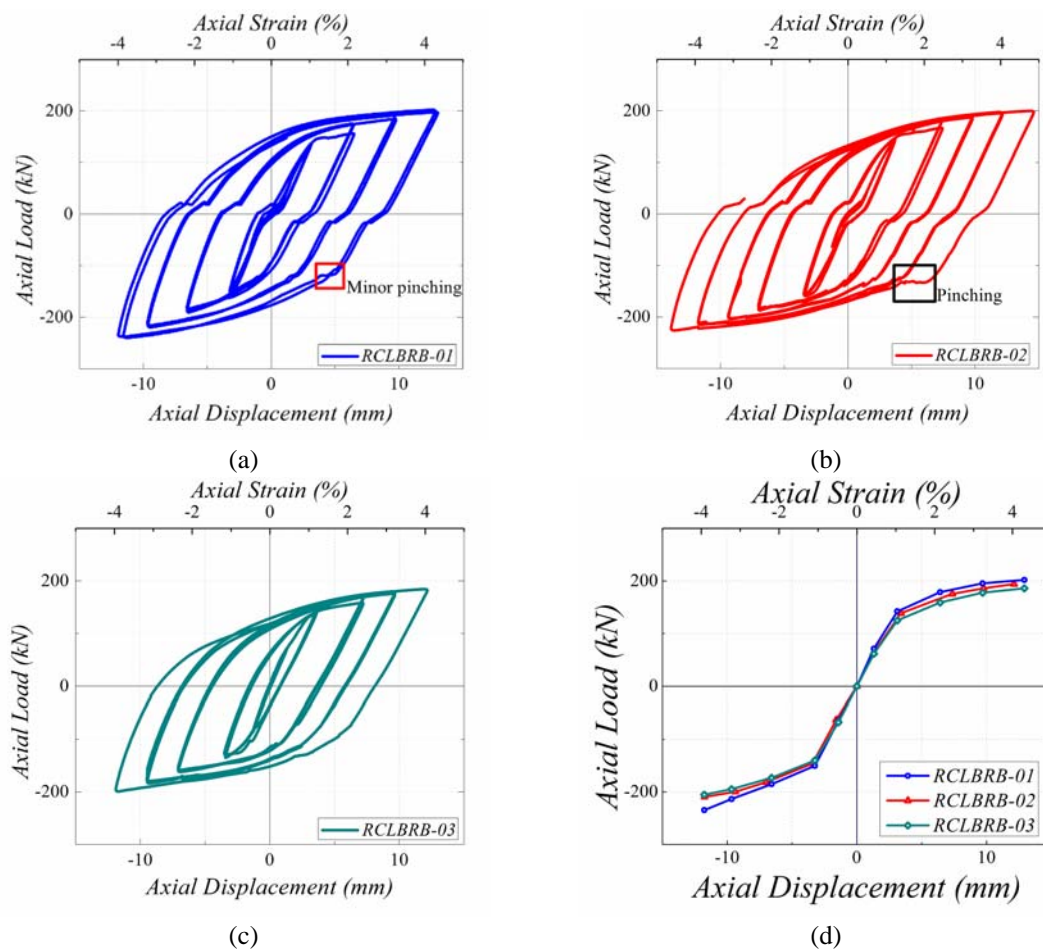 Axial Strain (%)
-4 -2 0 2 4
Axial Load (kN)
200
0
-200
Minor pinching
RCLBRB-01
-10 0 10
Axial Displacement (mm)
(a)
Axial Strain (%)
-4 -2 0 2 4
Axial Load (kN)
200
0
-200
Pinching
RCLBRB-02
-10 0 10
Axial Displacement (mm)
(b)
Axial Strain (%)
-4 -2 0 2 4
Axial Load (kN)
200
0
-200
RCLBRB-03
-10 0 10
Axial Displacement (mm)
(c)
Axial Strain (%)
-4 -2 0 2 4
Axial Load (kN)
200
0
-200
RCLBRB-01
RCLBRB-02
RCLBRB-03
-10 0 10
Axial Displacement (mm)
(d)